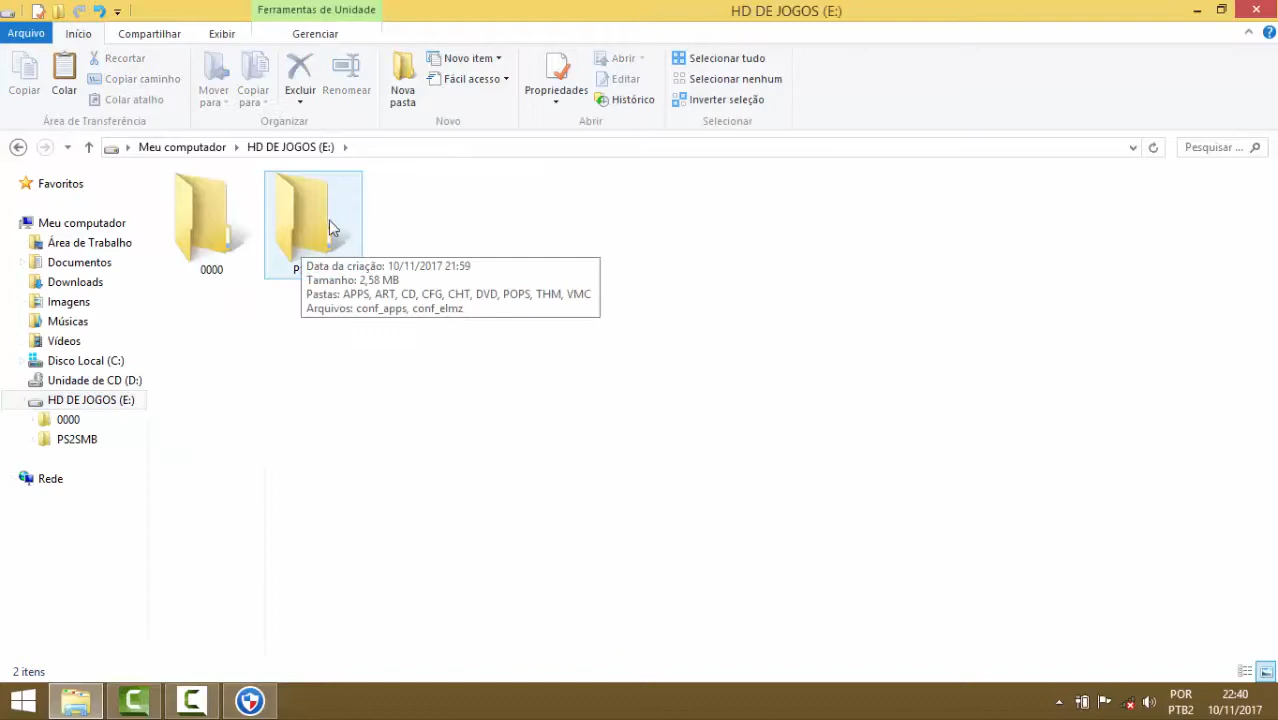 Ferramentas de Unidade
HD DE JOGOS (E:)
Arquivo
Início
Compartilhar
Exibir
Gerenciar
Copiar
Colar
Recortar
Copiar caminho
Colar atalho
Área de Transferência
Mover para
Copiar para
Excluir
Renomear
Organizar
Nova pasta
Novo item
Fácil acesso
Novo
Propriedades
Abrir
Editar
Histórico
Abrir
Selecionar tudo
Selecionar nenhum
Inverter seleção
Selecionar
Meu computador HD DE JOGOS (E:)
Pesquisar ...
Favoritos
Meu computador
Área de Trabalho
Documentos
Downloads
Imagens
Músicas
Vídeos
Disco Local (C:)
Unidade de CD (D:)
HD DE JOGOS (E:)
0000
PS2SMB
Rede
0000
P
Data da criação: 10/11/2017 21:59
Tamanho: 2,58 MB
Pastas: APPS, ART, CD, CFG, CHT, DVD, POPS, THM, VMC
Arquivos: conf_apps, conf_elmz
2 itens
POR
PTB2
22:40
10/11/2017